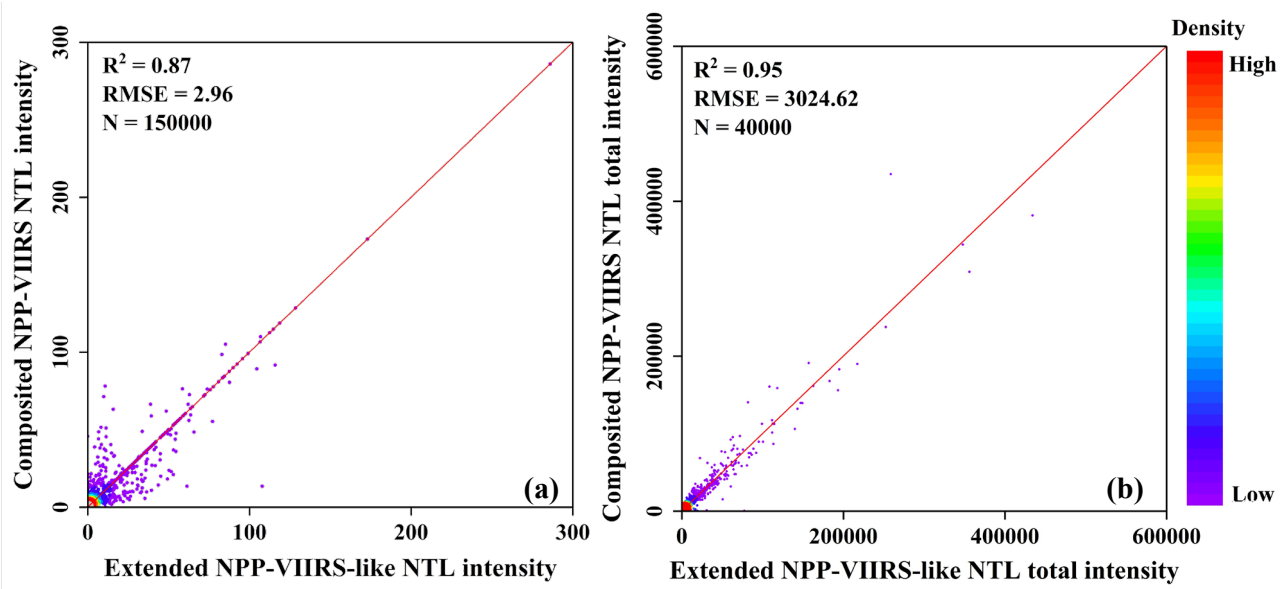 Composited NPP-VIIRS NTL intensity
300
200
100
0
R² = 0.87
RMSE = 2.96
N = 150000
(a)
0
100
200
300
Extended NPP-VIIRS-like NTL intensity
Composited NPP-VIIRS NTL total intensity
600000
400000
200000
0
R² = 0.95
RMSE = 3024.62
N = 40000
(b)
0
200000
400000
600000
Extended NPP-VIIRS-like NTL total intensity
Density
High
Low